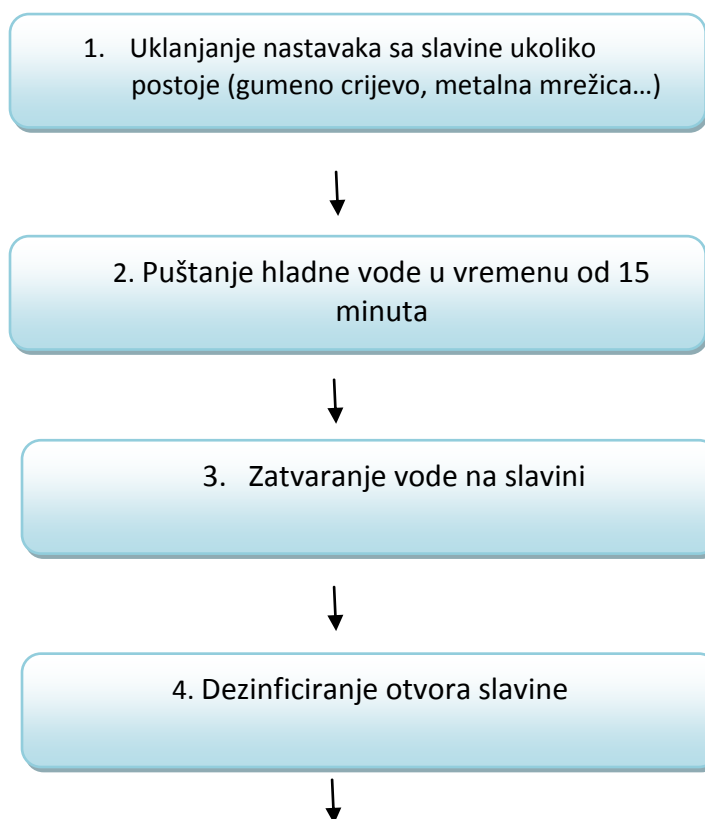 1. Uklanjanje nastavaka sa slavine ukoliko
postoje (gumeno crijevo, metalna mrežica…)
2. Puštanje hladne vode u vremenu od 15
minuta
3. Zatvaranje vode na slavini
4. Dezinficiranje otvora slavine